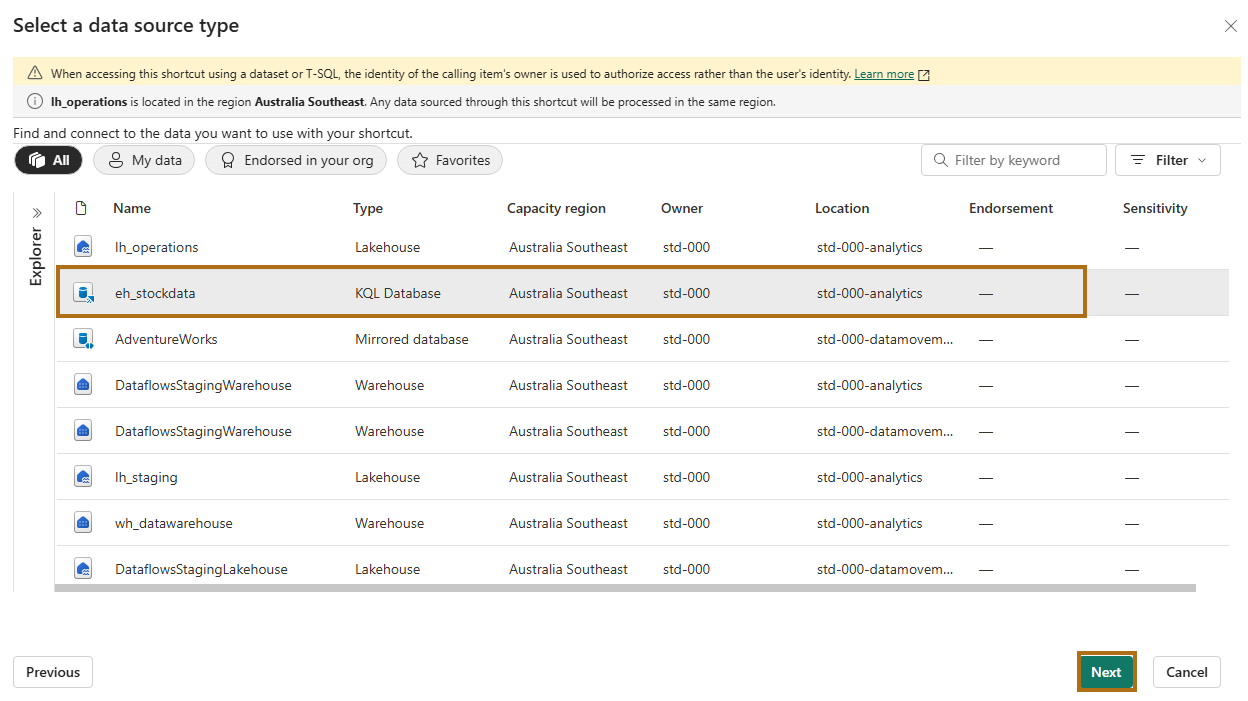 Select a data source type
When accessing this shortcut using a dataset or T-SQL, the identity of the calling item's owner is used to authorize access rather than the user's identity. Learn more
lh_operations is located in the region Australia Southeast. Any data sourced through this shortcut will be processed in the same region.
Find and connect to the data you want to use with your shortcut.
All My data Endorsed in your org Favorites Filter by keyword Filter
Explorer
Name Type Capacity region Owner Location Endorsement Sensitivity
lh_operations Lakehouse Australia Southeast std-000 std-000-analytics — —
eh_stockdata KQL Database Australia Southeast std-000 std-000-analytics — —
AdventureWorks Mirrored database Australia Southeast std-000 std-000-datamovem... — —
DataflowsStagingWarehouse Warehouse Australia Southeast std-000 std-000-analytics — —
DataflowsStagingWarehouse Warehouse Australia Southeast std-000 std-000-datamovem... — —
lh_staging Lakehouse Australia Southeast std-000 std-000-analytics — —
wh_datawarehouse Warehouse Australia Southeast std-000 std-000-analytics — —
DataflowsStagingLakehouse Lakehouse Australia Southeast std-000 std-000-datamovem... — —
Previous Next Cancel